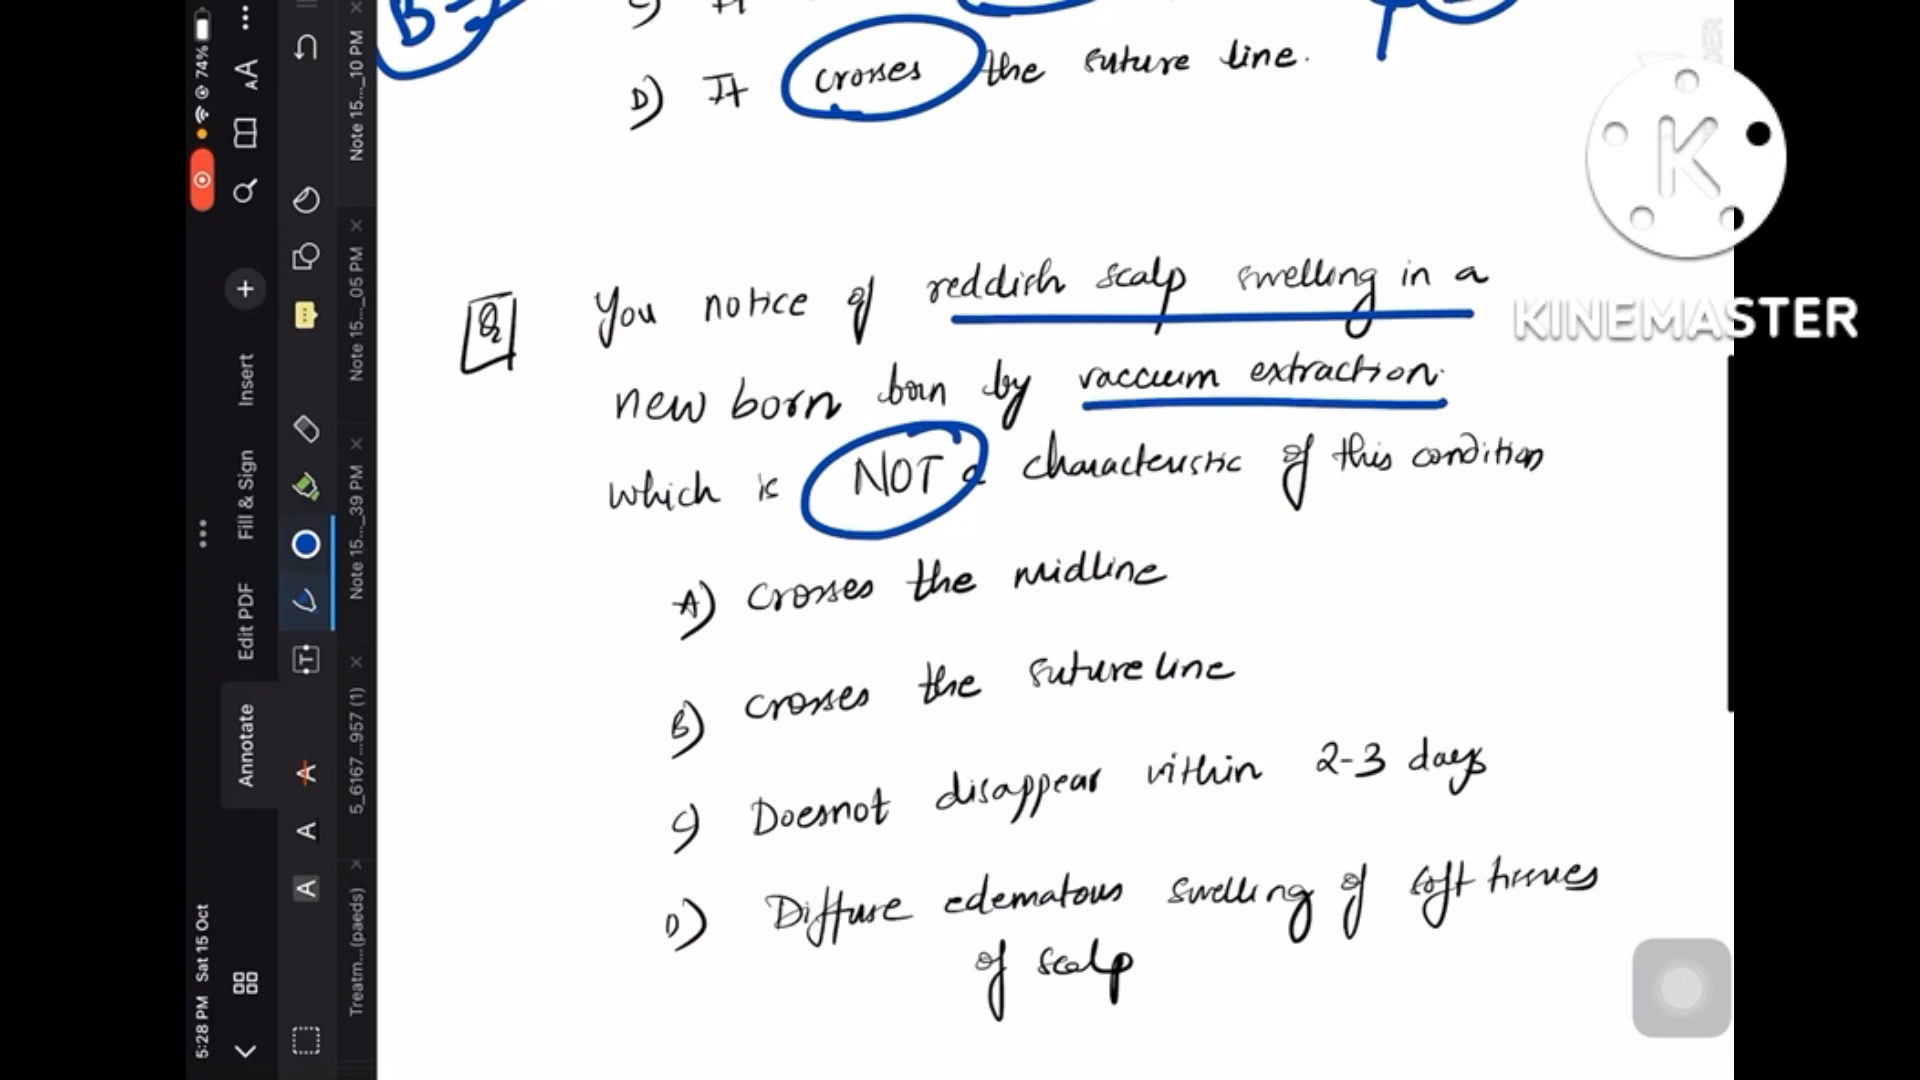 D) It crosses the suture line.
Q You notice of reddish scalp swelling in a
new born born by vaccum extraction.
which is NOT a characteristic of this condition
A) crosses the midline
B) crosses the suture line
C) Doesnot disappear within 2-3 days
D) Diffuse edematous swelling of soft tissues
of scalp
KINEMASTER
K
5:28 PM Sat 15 Oct
74%
AA
Annotate
Edit PDF
Fill & Sign
Insert
T
A
A
A
Treatm...(paeds) ×
5_6167...957 (1) ×
Note 15..._39 PM ×
Note 15..._05 PM ×
Note 15..._10 PM ×